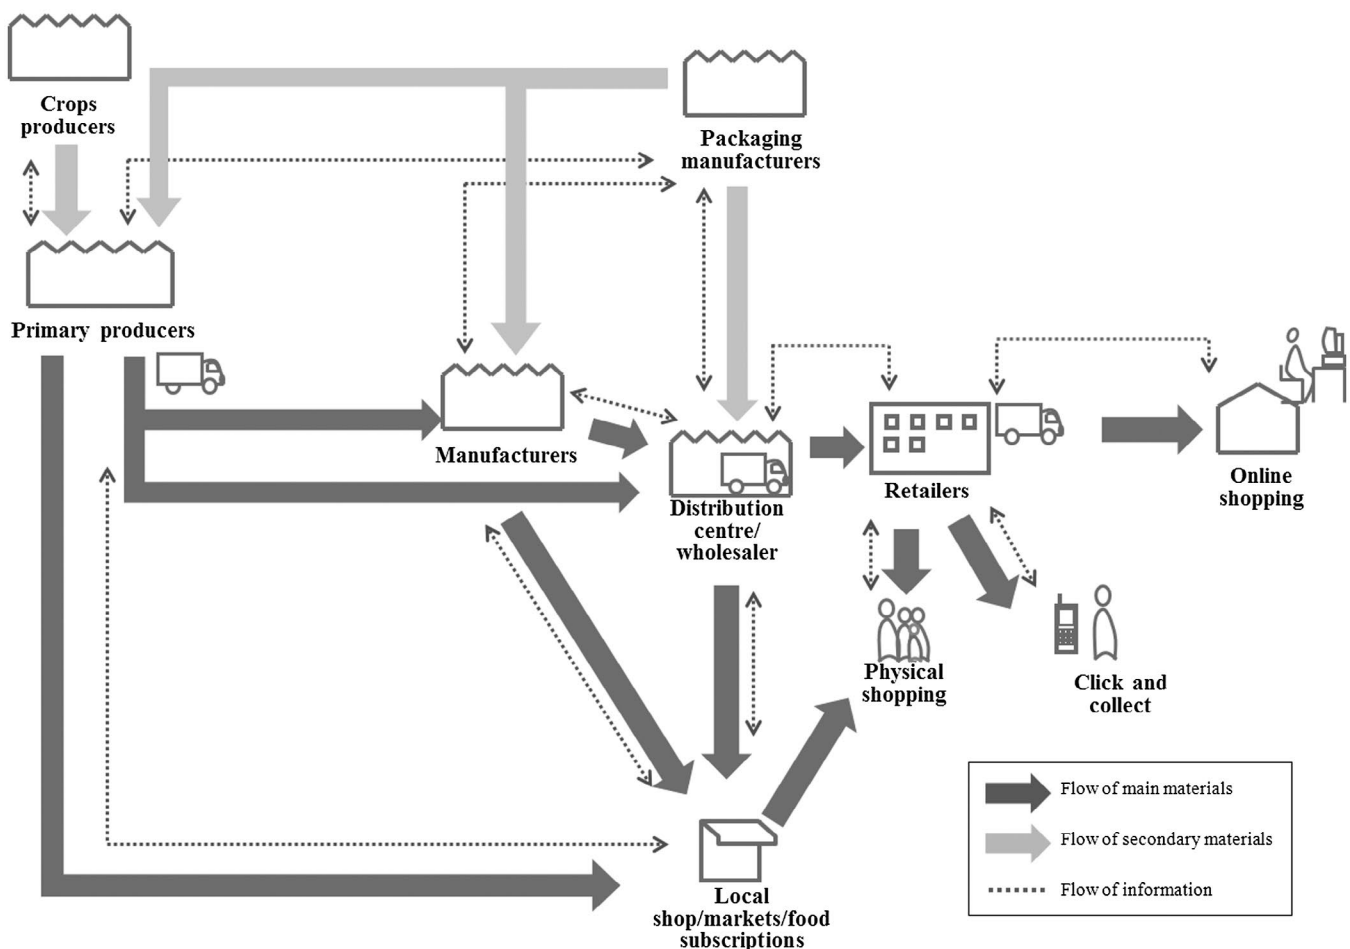 Crops
producers
Packaging
manufacturers
Primary producers
Manufacturers
Distribution
centre/
wholesaler
Retailers
Online
shopping
Physical
shopping
Click and
collect
Local
shop/markets/food
subscriptions
Flow of main materials
Flow of secondary materials
Flow of information